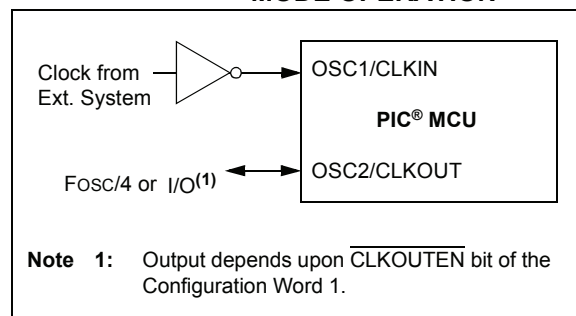 MODE OPERATION
Clock from
Ext. System
OSC1/CLKIN
PIC® MCU
FOSC/4 or I/O(1)
OSC2/CLKOUT
Note 1: Output depends upon CLKOUTEN bit of the
Configuration Word 1.